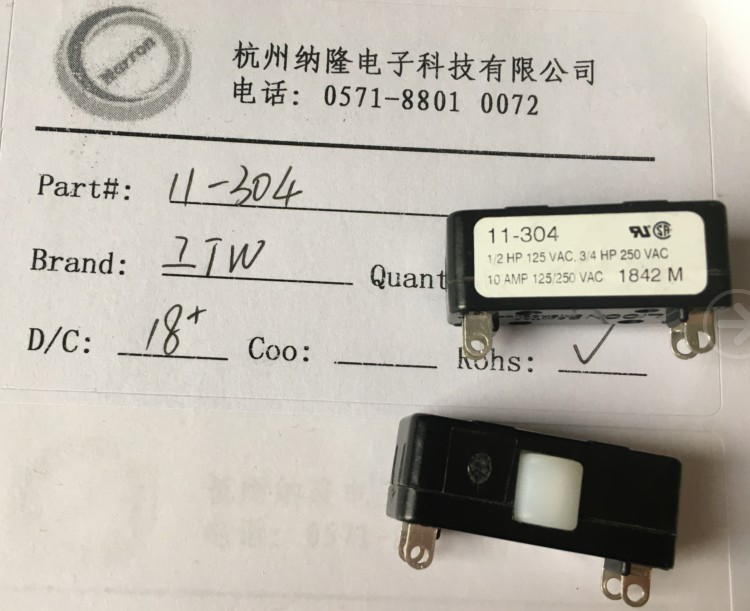 Narron
杭州纳隆电子科技有限公司
电话: 0571-8801 0072
Part#: 11-304
Brand: ITW
Quant
D/C: 18+ Coo: Rohs: ✓
11-304
1/2 HP 125 VAC, 3/4 HP 250 VAC
10 AMP 125/250 VAC 1842 M